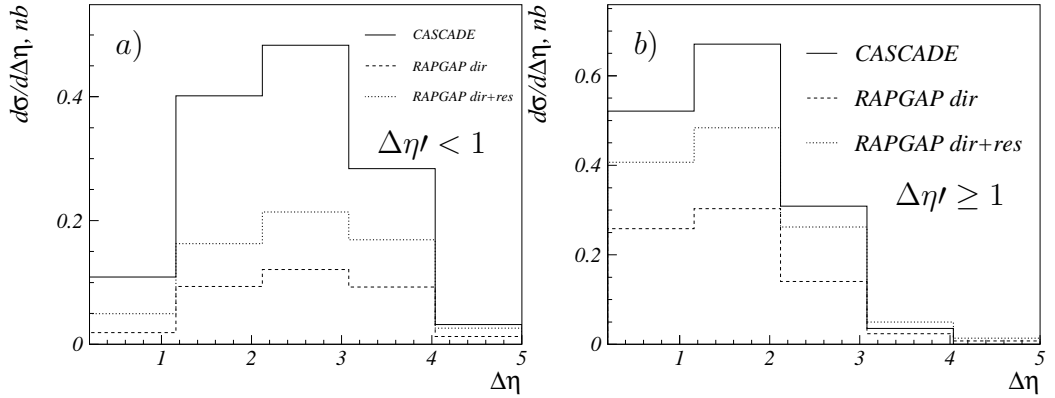 dσ/dΔη, nb
a)
CASCADE
RAPGAP dir
RAPGAP dir+res
Δη′ < 1
0.4
0.2
0
1 2 3 4 5
Δη
dσ/dΔη, nb
b)
CASCADE
RAPGAP dir
RAPGAP dir+res
Δη′ ≥ 1
0.6
0.4
0.2
0
1 2 3 4 5
Δη